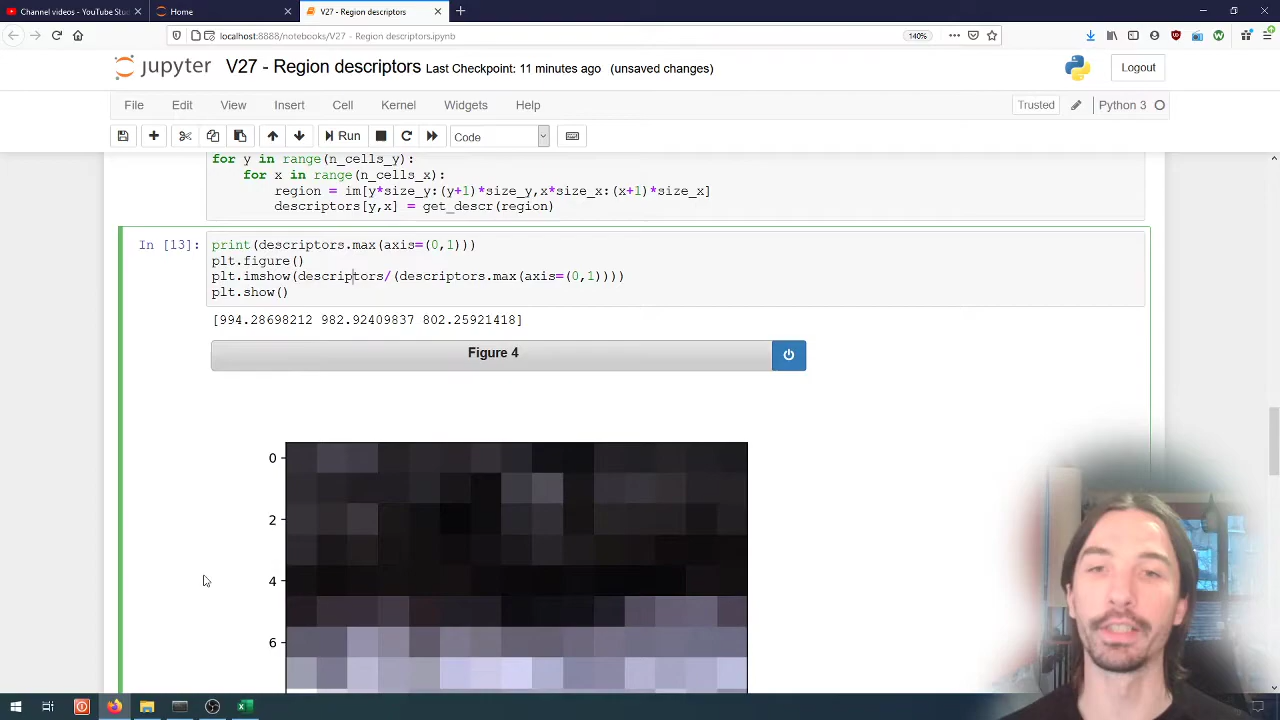 Channel videos - YouTube Stu
Home
V27 - Region descriptors
localhost:8888/notebooks/V27 - Region descriptors.ipynb
140%
jupyter V27 - Region descriptors Last Checkpoint: 11 minutes ago (unsaved changes)
Logout
File Edit View Insert Cell Kernel Widgets Help
Trusted
Python 3
Run
Code
for y in range(n_cells_y):
for x in range(n_cells_x):
region = im[y*size_y:(y+1)*size_y,x*size_x:(x+1)*size_x]
descriptors[y,x] = get_descr(region)
In [13]: print(descriptors.max(axis=(0,1)))
plt.figure()
plt.imshow(descriptors/(descriptors.max(axis=(0,1))))
plt.show()
[994.28698212 982.92409837 802.25921418]
Figure 4
0
2
4
6